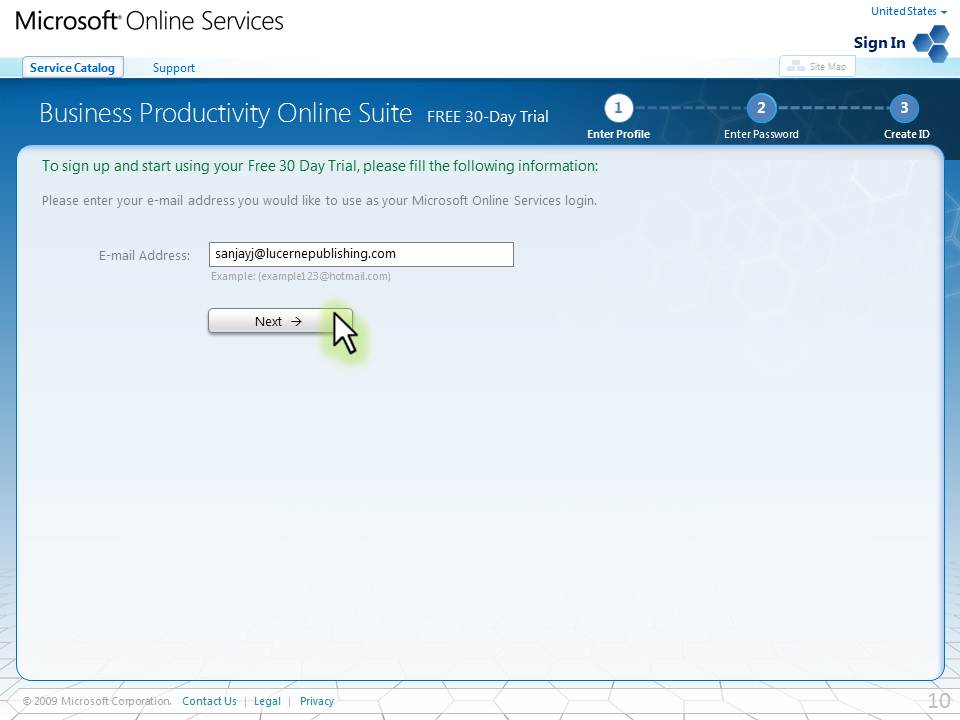 Microsoft® Online Services
United States
Sign In
Service Catalog Support
Site Map
Business Productivity Online Suite FREE 30-Day Trial
1 2 3
Enter Profile Enter Password Create ID
To sign up and start using your Free 30 Day Trial, please fill the following information:
Please enter your e-mail address you would like to use as your Microsoft Online Services login.
E-mail Address: sanjayj@lucernepublishing.com
Example: (example123@hotmail.com)
Next →
© 2009 Microsoft Corporation. Contact Us | Legal | Privacy
10